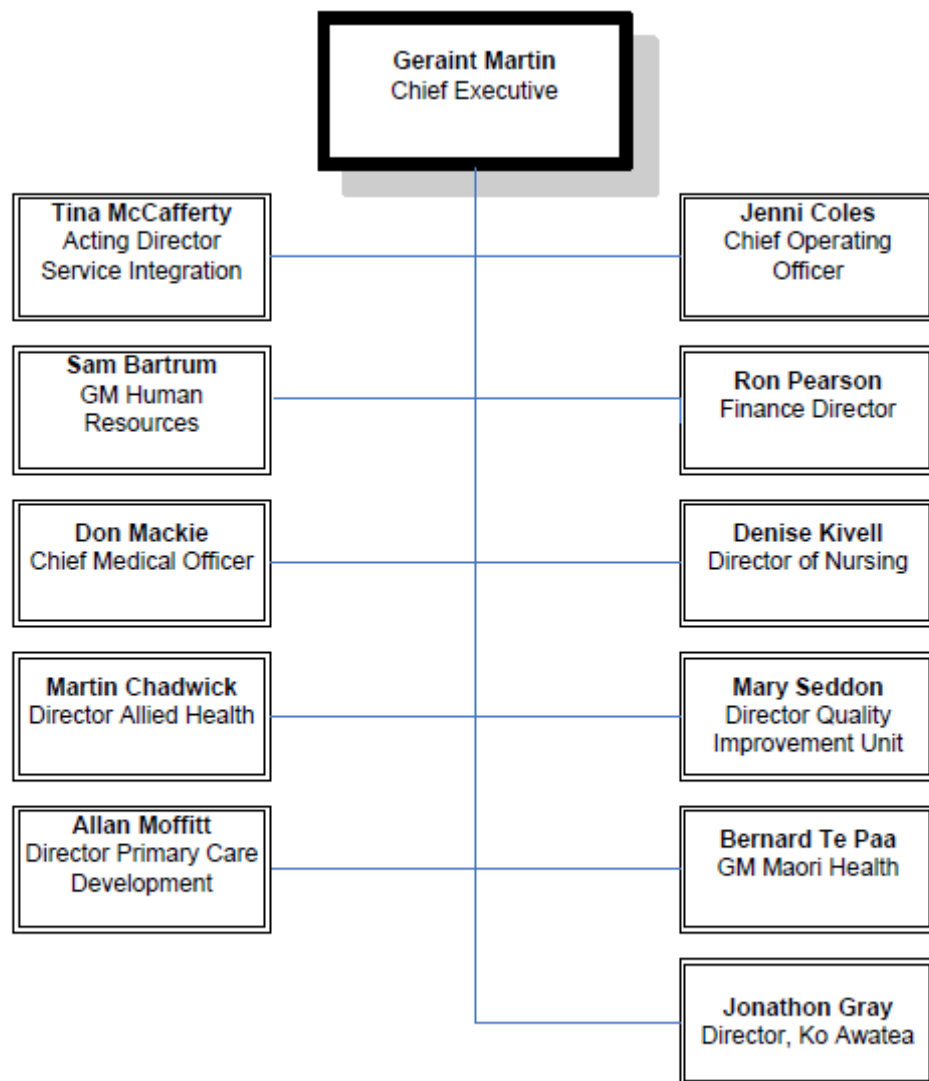 Geraint Martin
Chief Executive
Tina McCafferty
Acting Director
Service Integration
Jenni Coles
Chief Operating
Officer
Sam Bartrum
GM Human
Resources
Ron Pearson
Finance Director
Don Mackie
Chief Medical Officer
Denise Kivell
Director of Nursing
Martin Chadwick
Director Allied Health
Mary Seddon
Director Quality
Improvement Unit
Allan Moffitt
Director Primary Care
Development
Bernard Te Paa
GM Maori Health
Jonathon Gray
Director, Ko Awatea